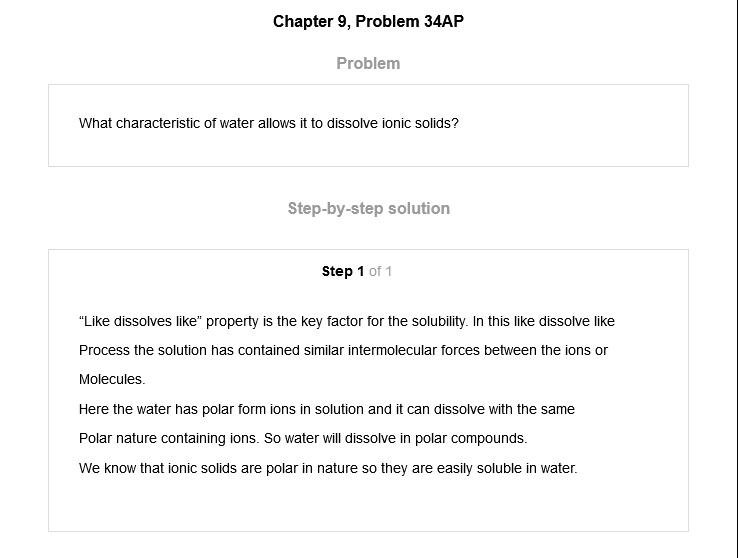 Chapter 9, Problem 34AP
Problem
What characteristic of water allows it to dissolve ionic solids?
Step-by-step solution
Step 1 of 1
“Like dissolves like” property is the key factor for the solubility. In this like dissolve like
Process the solution has contained similar intermolecular forces between the ions or
Molecules.
Here the water has polar form ions in solution and it can dissolve with the same
Polar nature containing ions. So water will dissolve in polar compounds.
We know that ionic solids are polar in nature so they are easily soluble in water.